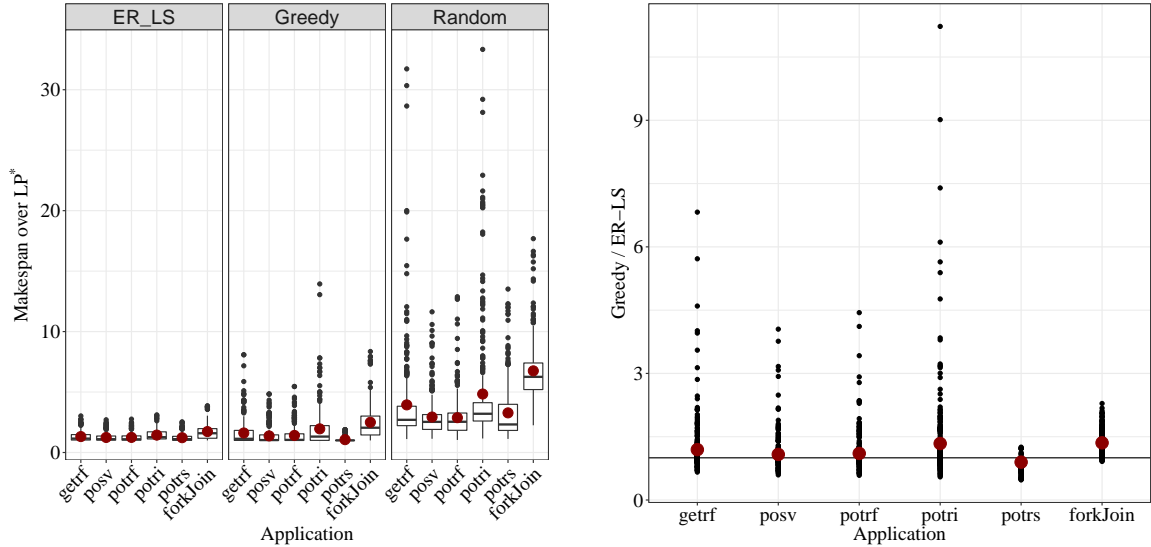 ER_LS
Greedy
Random
Makespan over LP*
30
20
10
0
getrf
posv
potrf
potri
potrs
forkJoin
getrf
posv
potrf
potri
potrs
forkJoin
getrf
posv
potrf
potri
potrs
forkJoin
Application
Greedy / ER−LS
9
6
3
0
getrf
posv
potrf
potri
potrs
forkJoin
Application